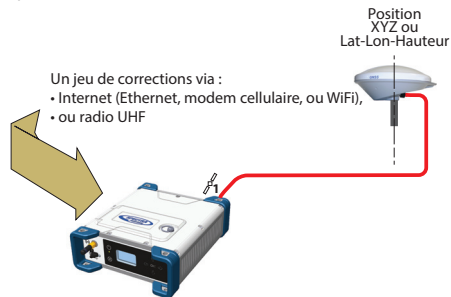 Position
XYZ ou
Lat-Lon-Hauteur
Un jeu de corrections via :
• Internet (Ethernet, modem cellulaire, ou WiFi),
• ou radio UHF
1